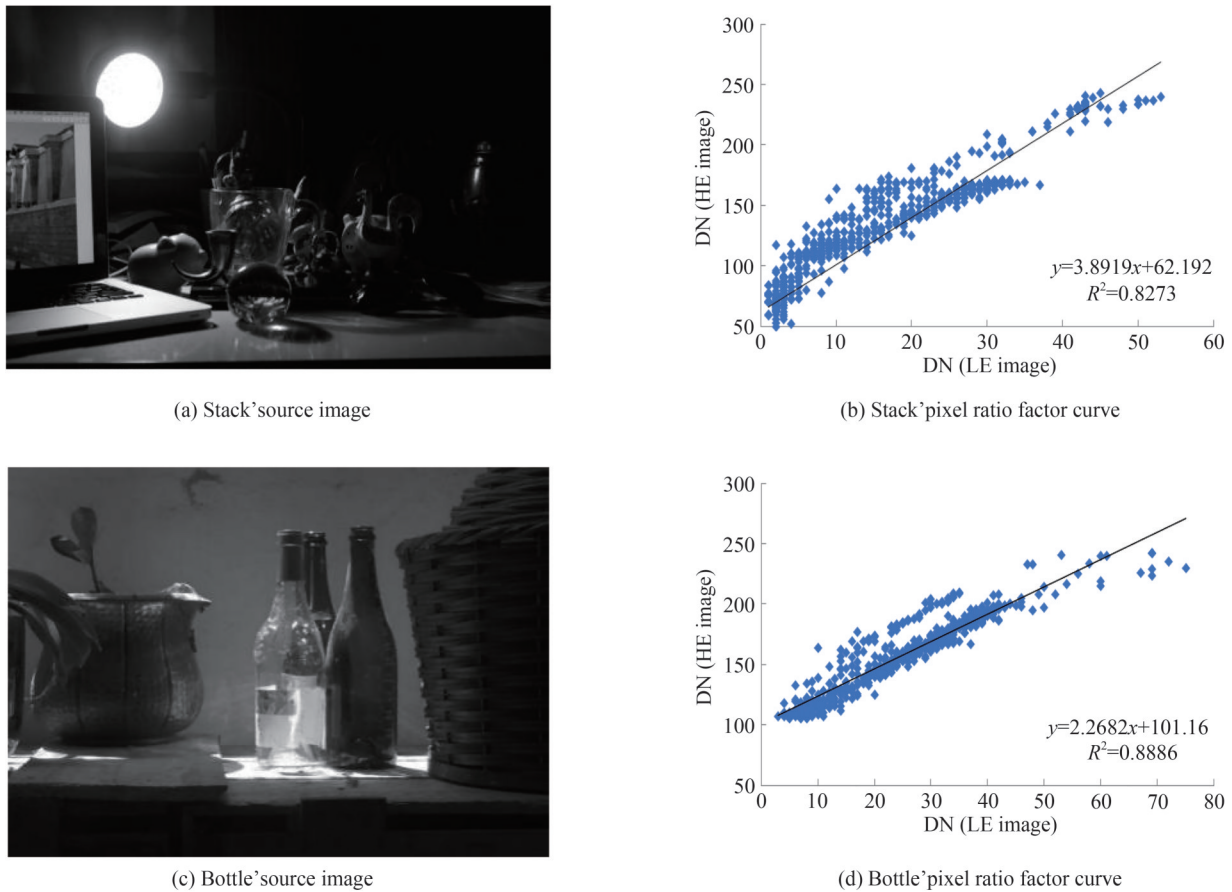 300
250
200
150
100
50
0
10
20
30
40
50
60
DN (HE image)
DN (LE image)
y=3.8919x+62.192
R²=0.8273
(a) Stack'source image
(b) Stack'pixel ratio factor curve
300
250
200
150
100
50
0
10
20
30
40
50
60
70
80
DN (HE image)
DN (LE image)
y=2.2682x+101.16
R²=0.8886
(c) Bottle'source image
(d) Bottle'pixel ratio factor curve